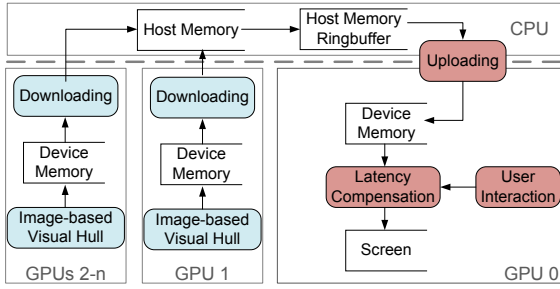 Host Memory
Host Memory
Ringbuffer
CPU
Uploading
Downloading
Device
Memory
Image-based
Visual Hull
GPUs 2-n
Downloading
Device
Memory
Image-based
Visual Hull
GPU 1
Device
Memory
Latency
Compensation
User
Interaction
Screen
GPU 0